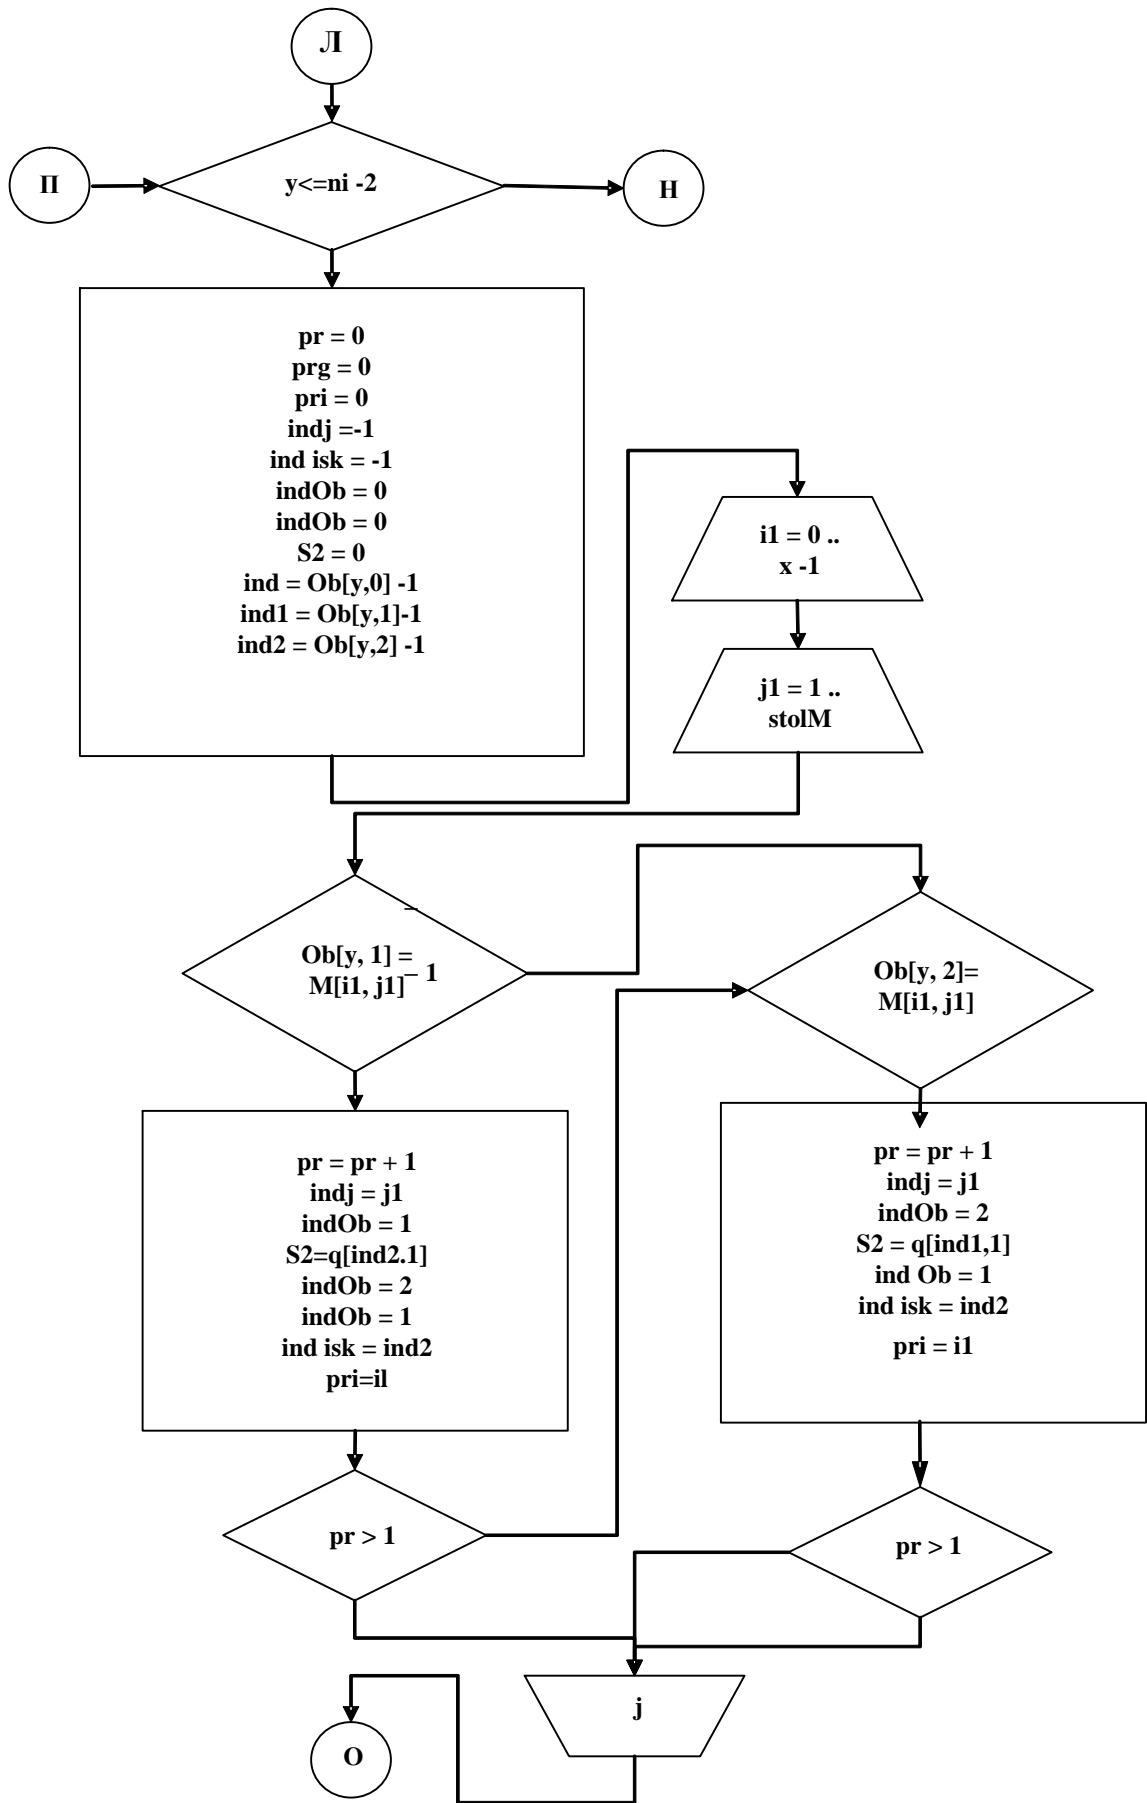 Л
П
y<=ni -2
Н
pr = 0
prg = 0
pri = 0
indj =-1
ind isk = -1
indOb = 0
indOb = 0
S2 = 0
ind = Ob[y,0] -1
ind1 = Ob[y,1]-1
ind2 = Ob[y,2] -1
i1 = 0 ..
x -1
j1 = 1 ..
stolM
Ob[y, 1] =
M[i1, j1]– 1
Ob[y, 2]=
M[i1, j1]
pr = pr + 1
indj = j1
indOb = 1
S2=q[ind2.1]
indOb = 2
indOb = 1
ind isk = ind2
pri=il
pr = pr + 1
indj = j1
indOb = 2
S2 = q[ind1,1]
ind Ob = 1
ind isk = ind2
pri = i1
pr > 1
pr > 1
j
О